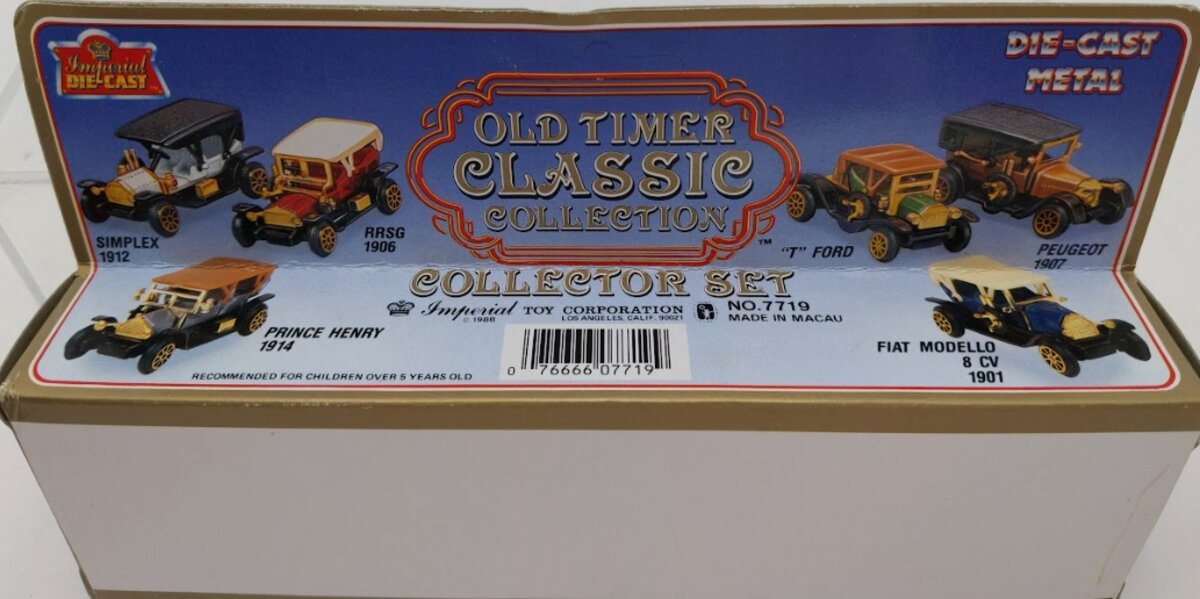 Imperial
DIE-CAST
DIE-CAST
METAL
OLD TIMER
CLASSIC
COLLECTION
TM
SIMPLEX
1912
RRSG
1906
"T" FORD
PEUGEOT
1907
COLLECTOR SET
Imperial TOY CORPORATION
© 1988 LOS ANGELES, CALIF. 90021
NO. 7719
MADE IN MACAU
PRINCE HENRY
1914
FIAT MODELLO
8 CV
1901
RECOMMENDED FOR CHILDREN OVER 5 YEARS OLD
0 76666 07719